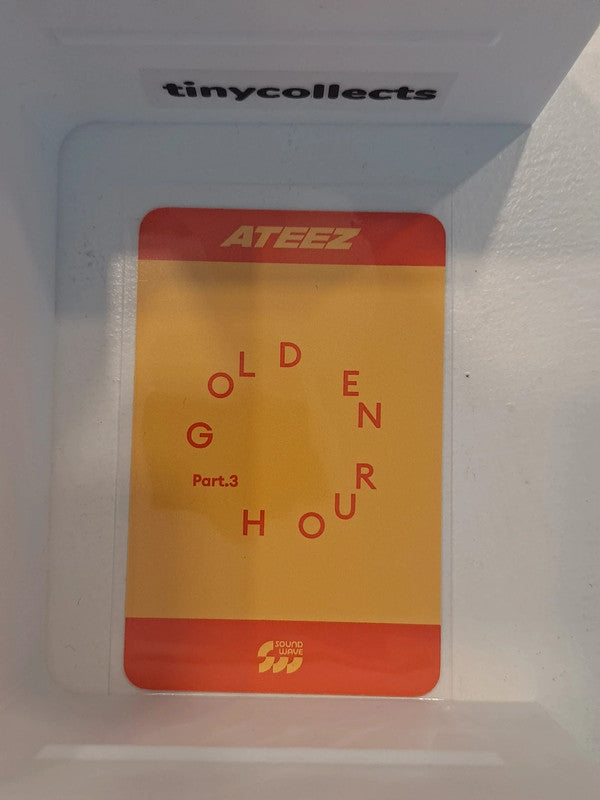 tinycollects
ATEEZ
GOLDEN
HOUR
Part.3
SOUND
WAVE